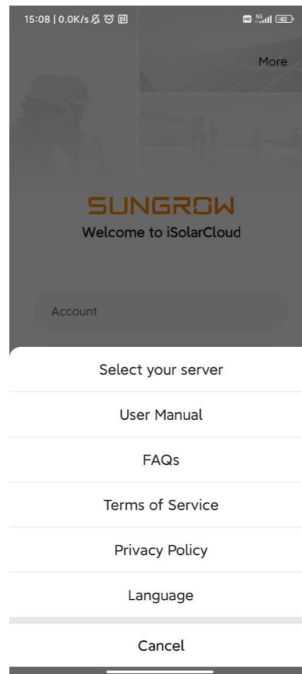 15:08 | 0.0K/s
5G
More
SUNGROW
Welcome to iSolarCloud
Account
Select your server
User Manual
FAQs
Terms of Service
Privacy Policy
Language
Cancel